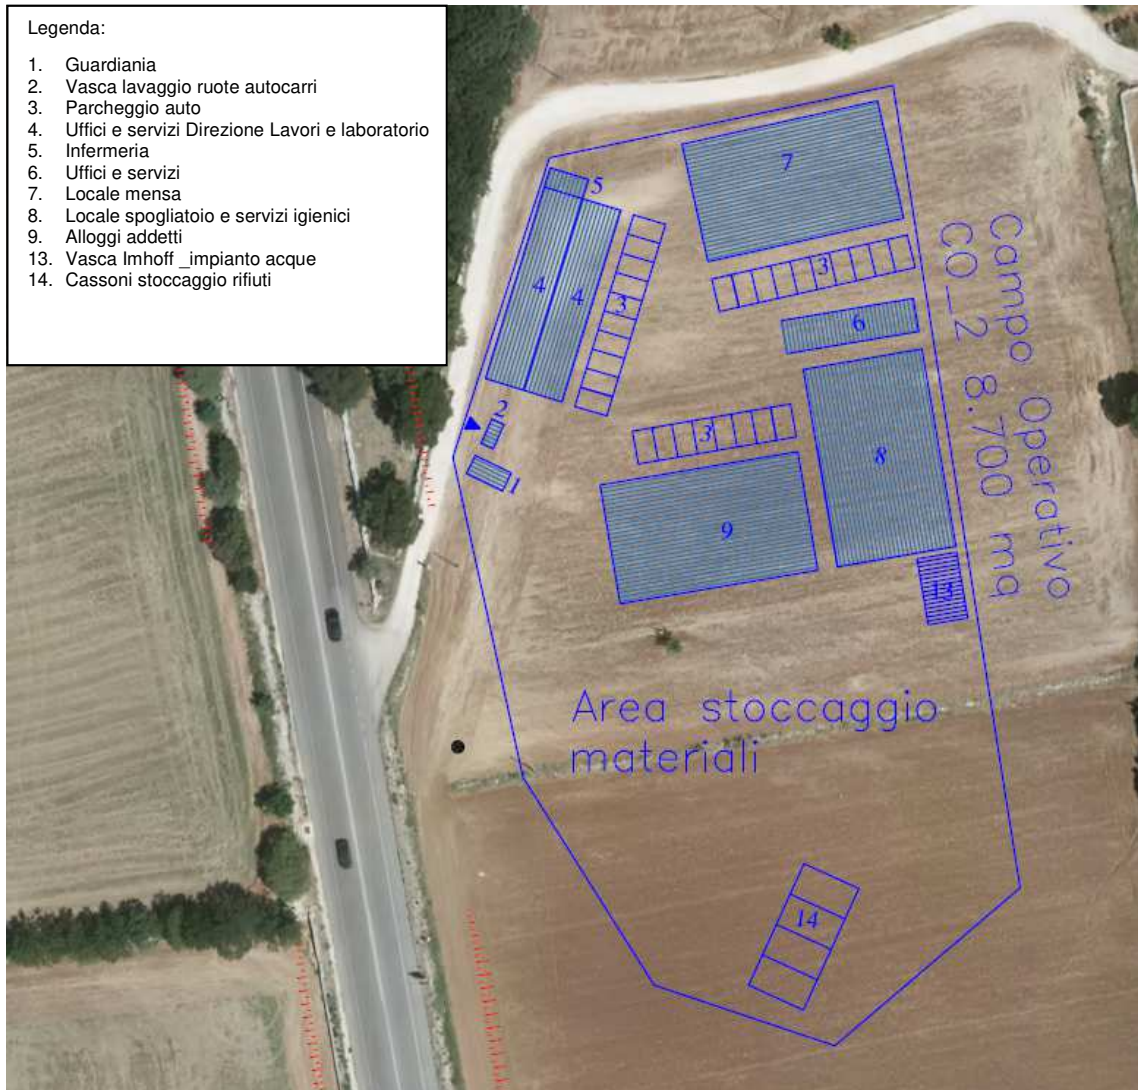 Legenda:
1. Guardiania
2. Vasca lavaggio ruote autocarri
3. Parcheggio auto
4. Uffici e servizi Direzione Lavori e laboratorio
5. Infermeria
6. Uffici e servizi
7. Locale mensa
8. Locale spogliatoio e servizi igienici
9. Alloggi addetti
13. Vasca Imhoff _impianto acque
14. Cassoni stoccaggio rifiuti
7
5
3
4
4
3
6
2
3
8
1
9
13
Campo Operativo
CO_2 8.700 mq
Area stoccaggio
materiali
14